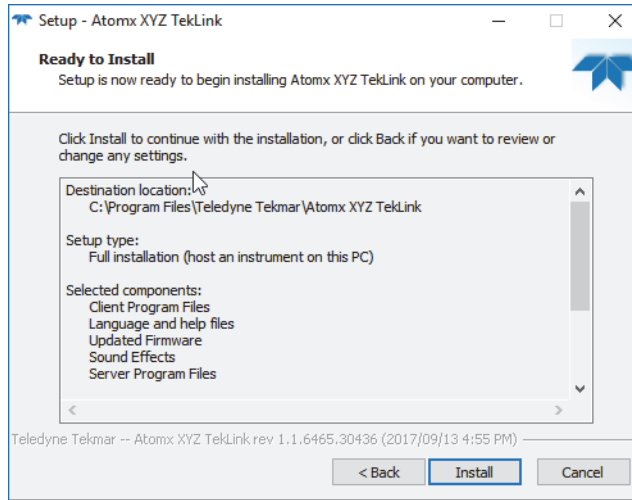 Setup - Atomx XYZ TekLink
Ready to Install
Setup is now ready to begin installing Atomx XYZ TekLink on your computer.
Click Install to continue with the installation, or click Back if you want to review or
change any settings.
Destination location:
C:\Program Files\Teledyne Tekmar\Atomx XYZ TekLink
Setup type:
Full installation (host an instrument on this PC)
Selected components:
Client Program Files
Language and help files
Updated Firmware
Sound Effects
Server Program Files
Teledyne Tekmar -- Atomx XYZ TekLink rev 1.1.6465.30436 (2017/09/13 4:55 PM)
< Back Install Cancel